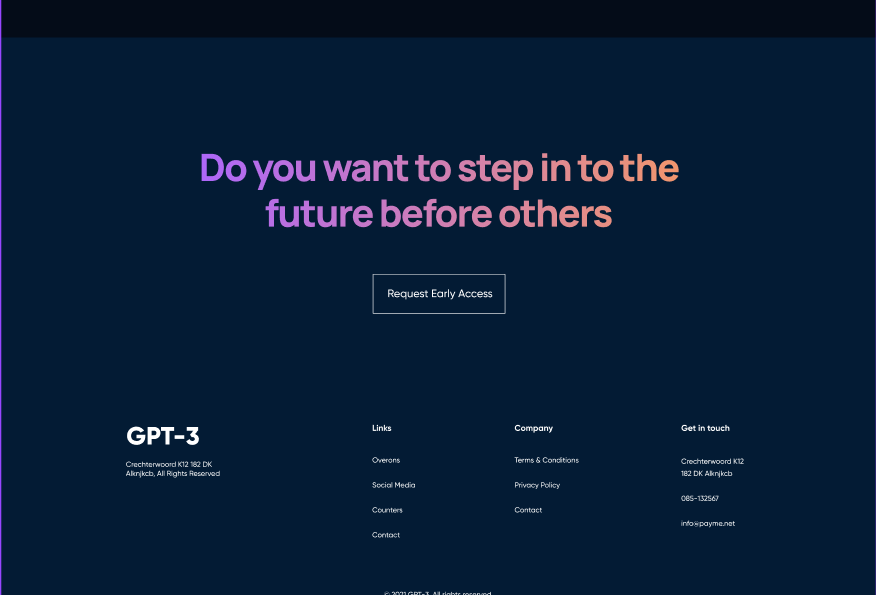 Do you want to step in to the
future before others
Request Early Access
GPT-3
Crechterwoord K12 182 DK
Alknjkcb, All Rights Reserved
Links
Overons
Social Media
Counters
Contact
Company
Terms & Conditions
Privacy Policy
Contact
Get in touch
Crechterwoord K12
182 DK Alknjkcb
085-132567
info@payme.net
© 2021 GPT-3. All rights reserved.